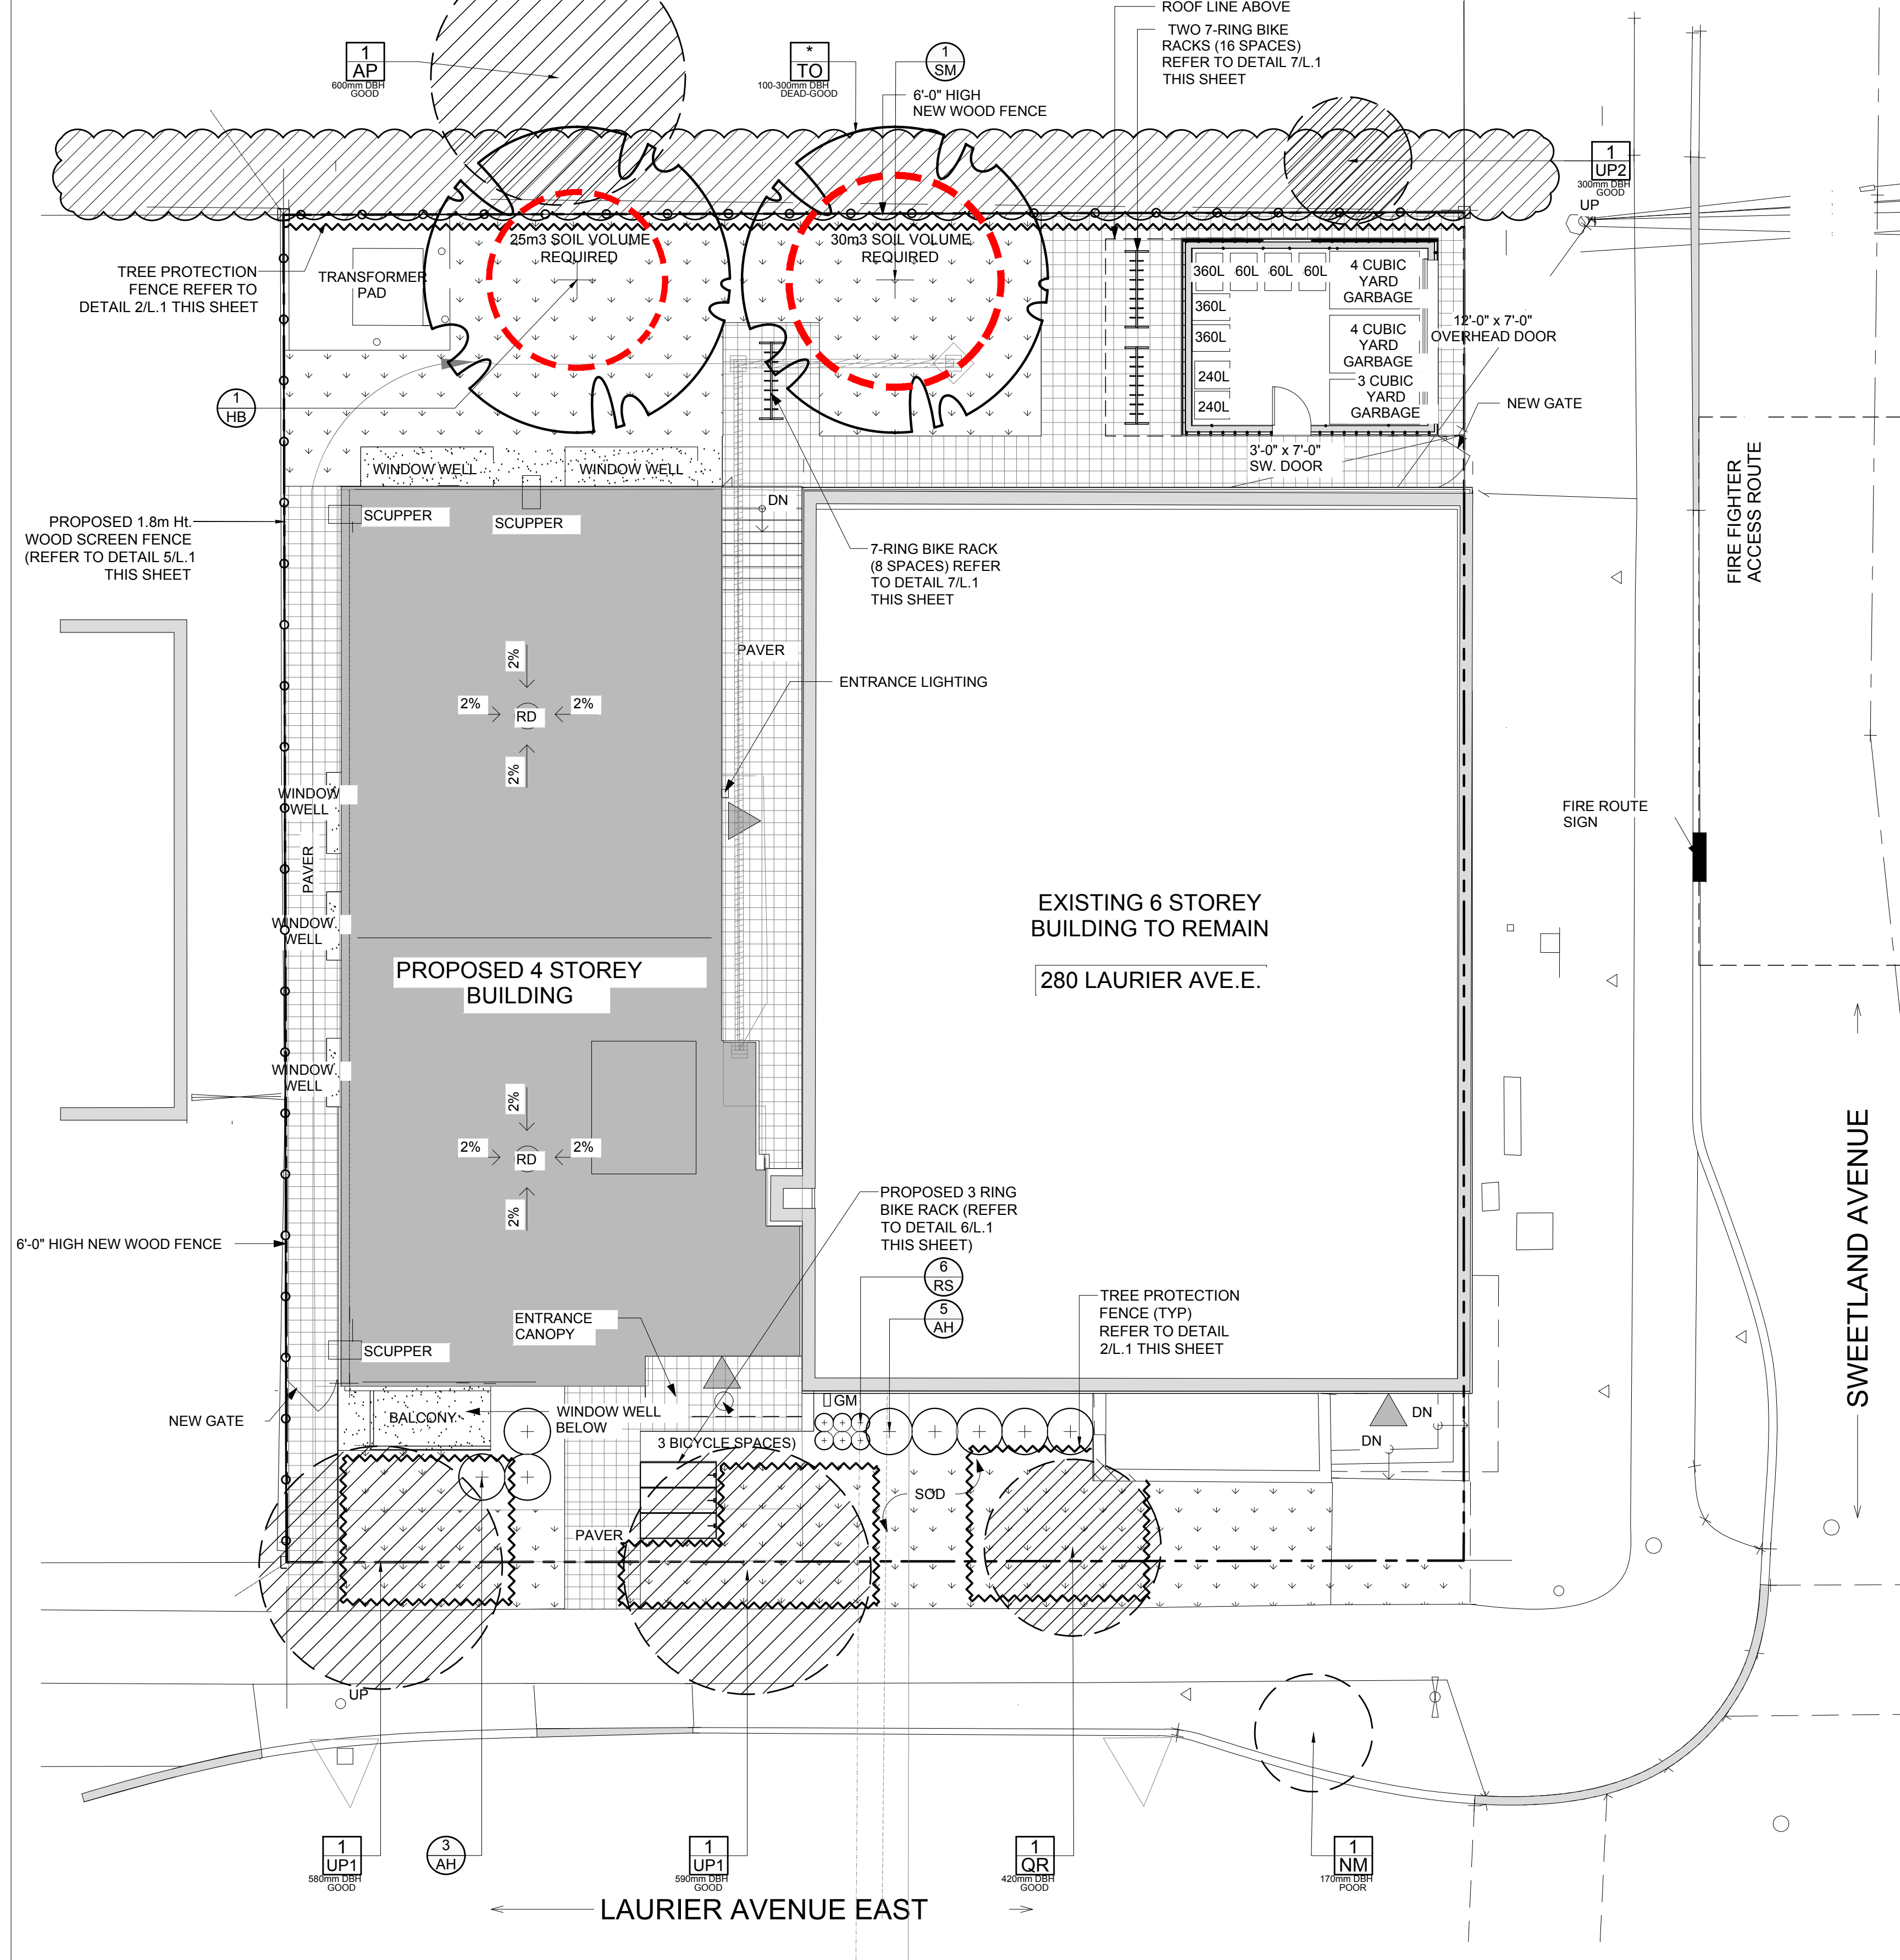 ROOF LINE ABOVE
TWO 7-RING BIKE
RACKS (16 SPACES)
REFER TO DETAIL 7/L.1
THIS SHEET
1
AP
600mm DBH
GOOD
*
TO
100-300mm DBH
DEAD-GOOD
1
SM
6'-0" HIGH
NEW WOOD FENCE
1
UP2
300mm DBH
GOOD
UP
TREE PROTECTION
FENCE REFER TO
DETAIL 2/L.1 THIS SHEET
TRANSFORMER
PAD
25m3 SOIL VOLUME
REQUIRED
30m3 SOIL VOLUME
REQUIRED
360L
60L
60L
60L
360L
360L
240L
240L
4 CUBIC
YARD
GARBAGE
4 CUBIC
YARD
GARBAGE
3 CUBIC
YARD
GARBAGE
12'-0" x 7'-0"
OVERHEAD DOOR
NEW GATE
1
HB
3'-0" x 7'-0"
SW. DOOR
WINDOW WELL
WINDOW WELL
FIRE FIGHTER
ACCESS ROUTE
DN
SCUPPER
SCUPPER
PROPOSED 1.8m Ht.
WOOD SCREEN FENCE
(REFER TO DETAIL 5/L.1
THIS SHEET
7-RING BIKE RACK
(8 SPACES) REFER
TO DETAIL 7/L.1
THIS SHEET
PAVER
ENTRANCE LIGHTING
2%
2%
RD
2%
2%
WINDOW
WELL
PAVER
WINDOW
WELL
WINDOW
WELL
FIRE ROUTE
SIGN
EXISTING 6 STOREY
BUILDING TO REMAIN
280 LAURIER AVE.E.
PROPOSED 4 STOREY
BUILDING
2%
2%
RD
2%
2%
SWEETLAND AVENUE
PROPOSED 3 RING
BIKE RACK (REFER
TO DETAIL 6/L.1
THIS SHEET)
6
RS
5
AH
6'-0" HIGH NEW WOOD FENCE
ENTRANCE
CANOPY
TREE PROTECTION
FENCE (TYP)
REFER TO DETAIL
2/L.1 THIS SHEET
SCUPPER
NEW GATE
BALCONY
WINDOW WELL
BELOW
GM
3 BICYCLE SPACES)
DN
DN
SOD
PAVER
UP
1
UP1
580mm DBH
GOOD
3
AH
1
UP1
590mm DBH
GOOD
1
QR
420mm DBH
GOOD
1
NM
170mm DBH
POOR
LAURIER AVENUE EAST